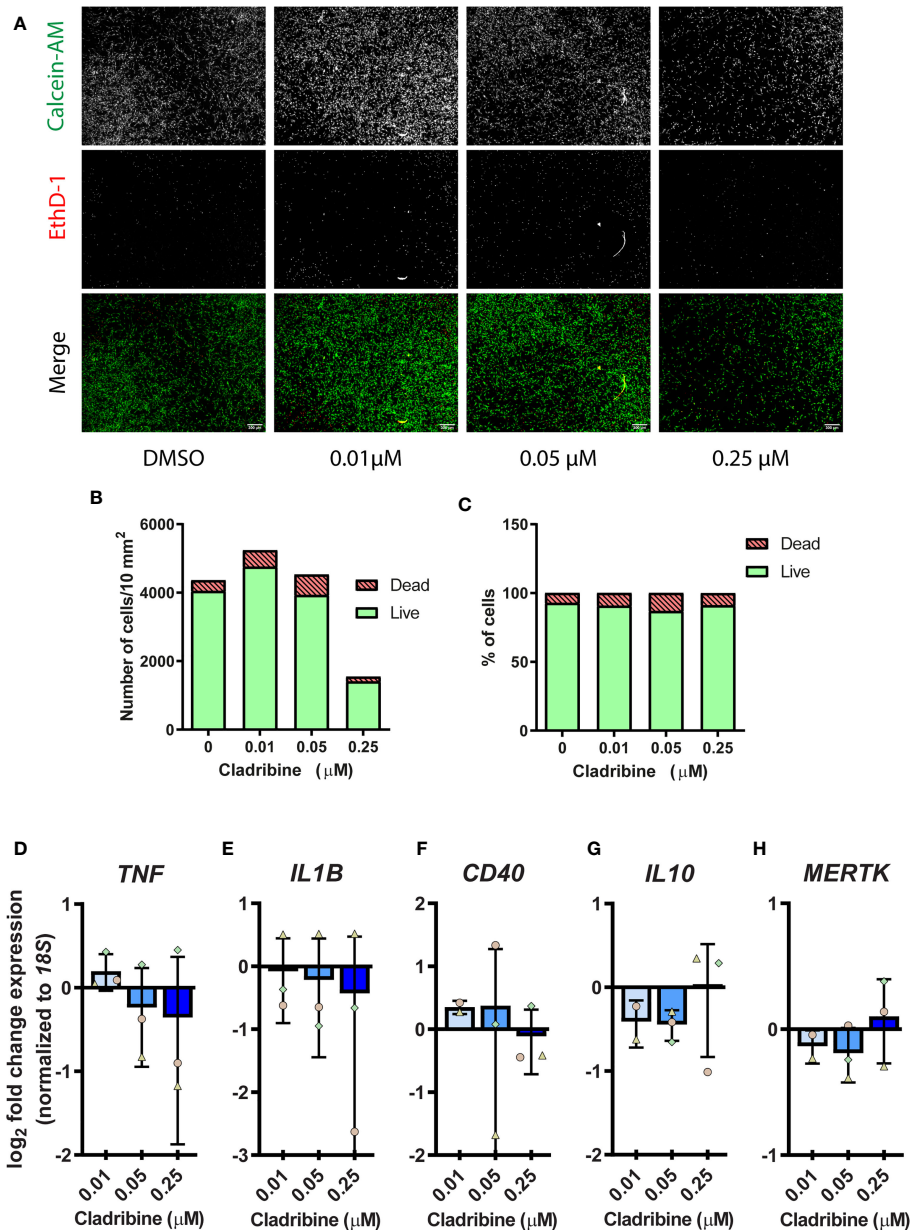 A
Calcein-AM
EthD-1
Merge
DMSO
0.01μM
0.05 μM
0.25 μM
B
Number of cells/10 mm²
6000
4000
2000
0
0
0.01
0.05
0.25
Cladribine (μM)
Dead
Live
C
% of cells
150
100
50
0
0
0.01
0.05
0.25
Cladribine (μM)
Dead
Live
D
TNF
log₂ fold change expression
(normalized to 18S)
1
0
-1
-2
0.01
0.05
0.25
Cladribine (μM)
E
IL1B
1
0
-1
-2
-3
0.01
0.05
0.25
Cladribine (μM)
F
CD40
2
1
0
-1
-2
0.01
0.05
0.25
Cladribine (μM)
G
IL10
1
0
-1
-2
0.01
0.05
0.25
Cladribine (μM)
H
MERTK
1
0
-1
0.01
0.05
0.25
Cladribine (μM)